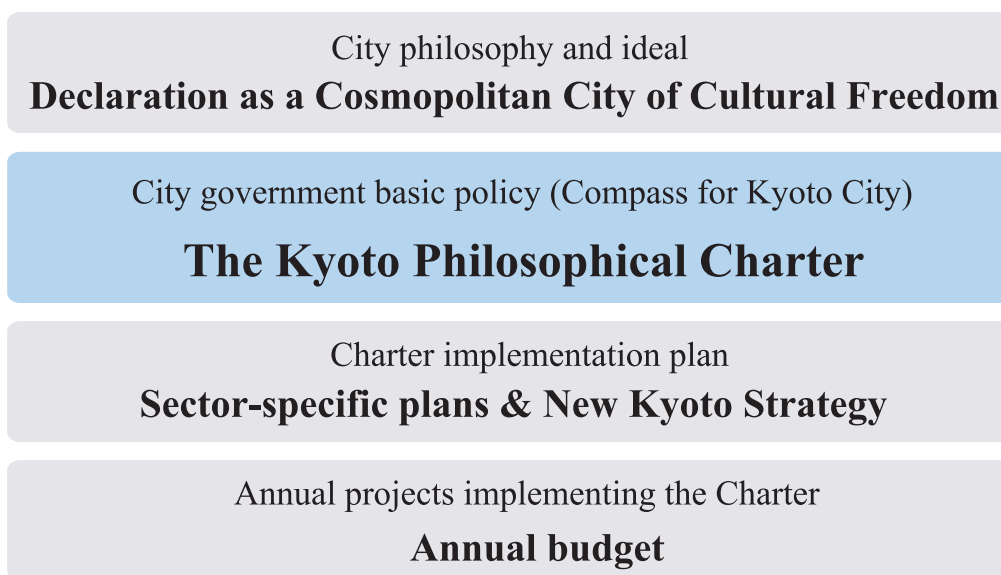 City philosophy and ideal
Declaration as a Cosmopolitan City of Cultural Freedom
City government basic policy (Compass for Kyoto City)
The Kyoto Philosophical Charter
Charter implementation plan
Sector-specific plans & New Kyoto Strategy
Annual projects implementing the Charter
Annual budget